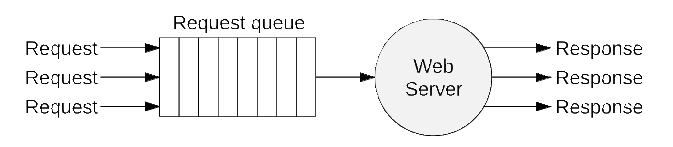 Request queue
Request
Request
Request
Web
Server
Response
Response
Response